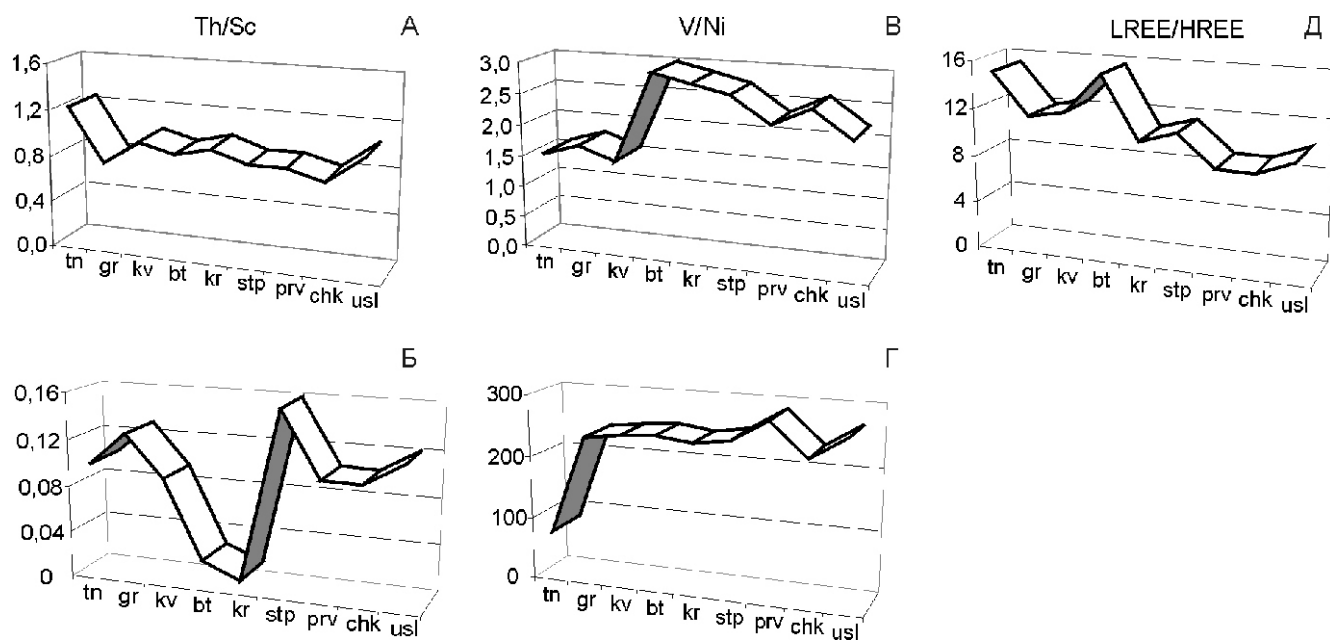 Th/Sc А
1,6
1,2
0,8
0,4
0,0
tn gr kv bt kr stp prv chk usl
V/Ni В
3,0
2,5
2,0
1,5
1,0
0,5
0,0
tn gr kv bt kr stp prv chk usl
LREE/HREE Д
16
12
8
4
0
tn gr kv bt kr stp prv chk usl
Б
0,16
0,12
0,08
0,04
0
tn gr kv bt kr stp prv chk usl
Г
300
200
100
0
tn gr kv bt kr stp prv chk usl